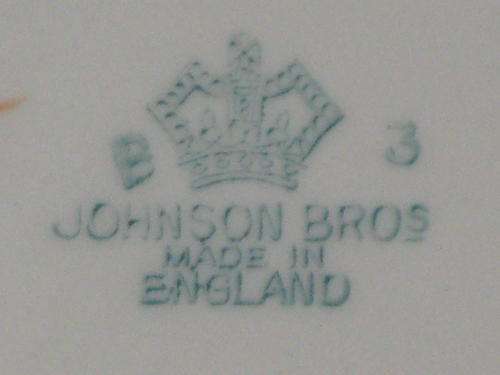 B 3
JOHNSON BROS
MADE IN
ENGLAND